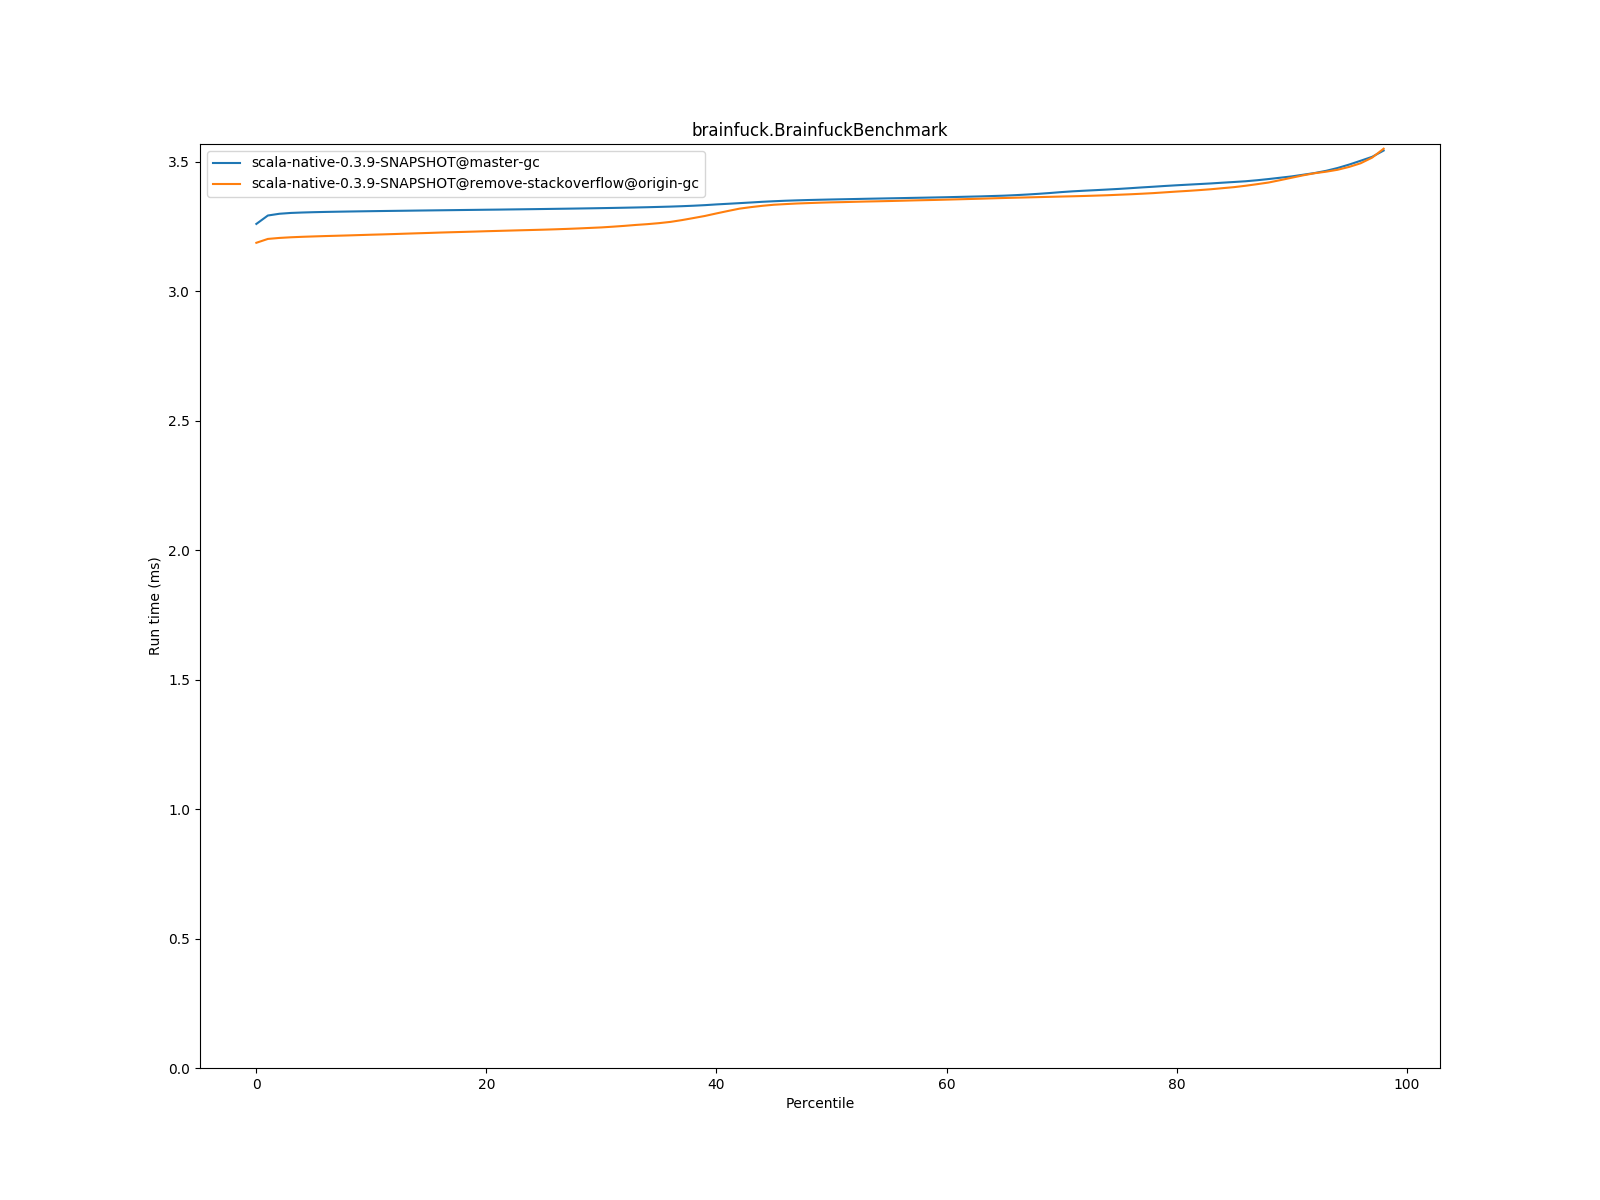 brainfuck.BrainfuckBenchmark
scala-native-0.3.9-SNAPSHOT@master-gc
scala-native-0.3.9-SNAPSHOT@remove-stackoverflow@origin-gc
3.5
3.0
2.5
2.0
1.5
1.0
0.5
0.0
Run time (ms)
0 20 40 60 80 100
Percentile